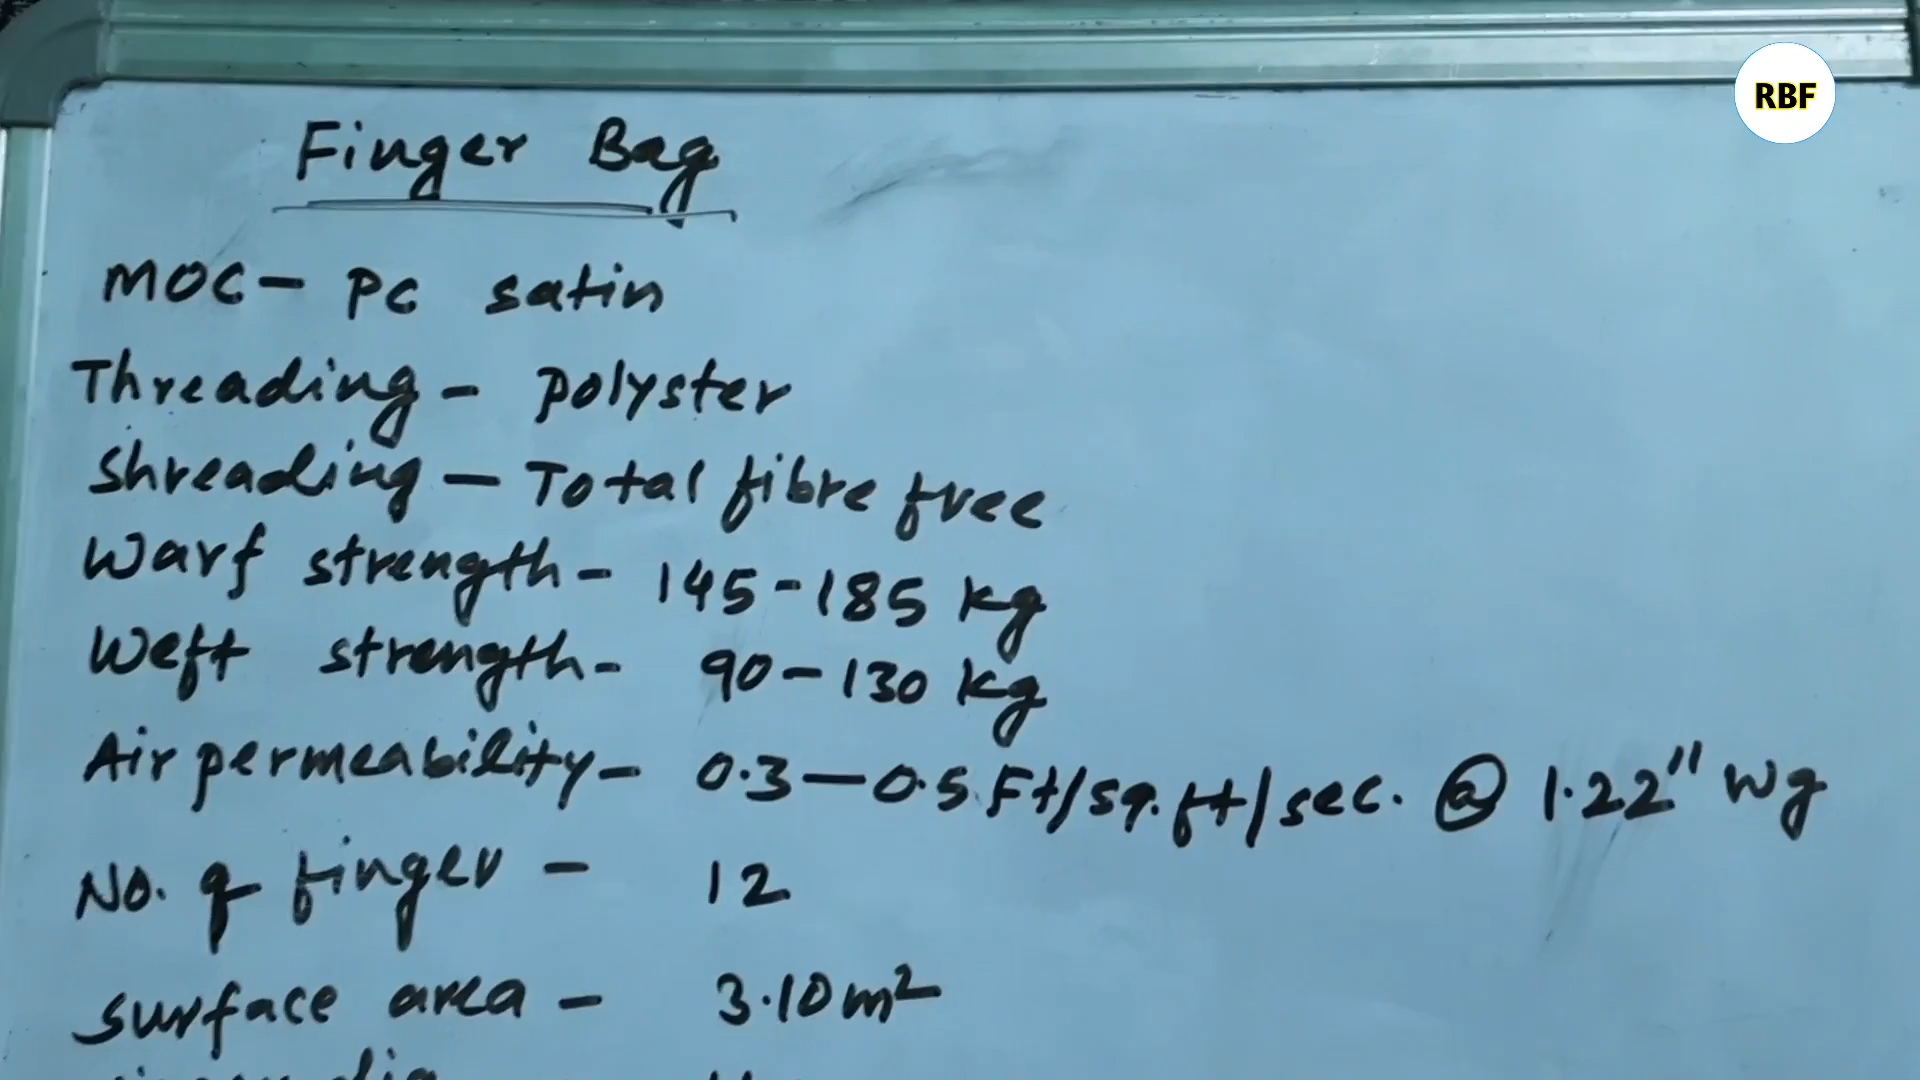 RBF
Finger Bag
MOC - PC satin
Threading - Polyster
Shreading - Total fibre free
Warf strength - 145-185 kg
Weft strength - 90-130 kg
Air permeability - 0.3-0.5 Ft/sq.ft/sec. @ 1.22" wg
No. of finger - 12
Surface area - 3.10 m²